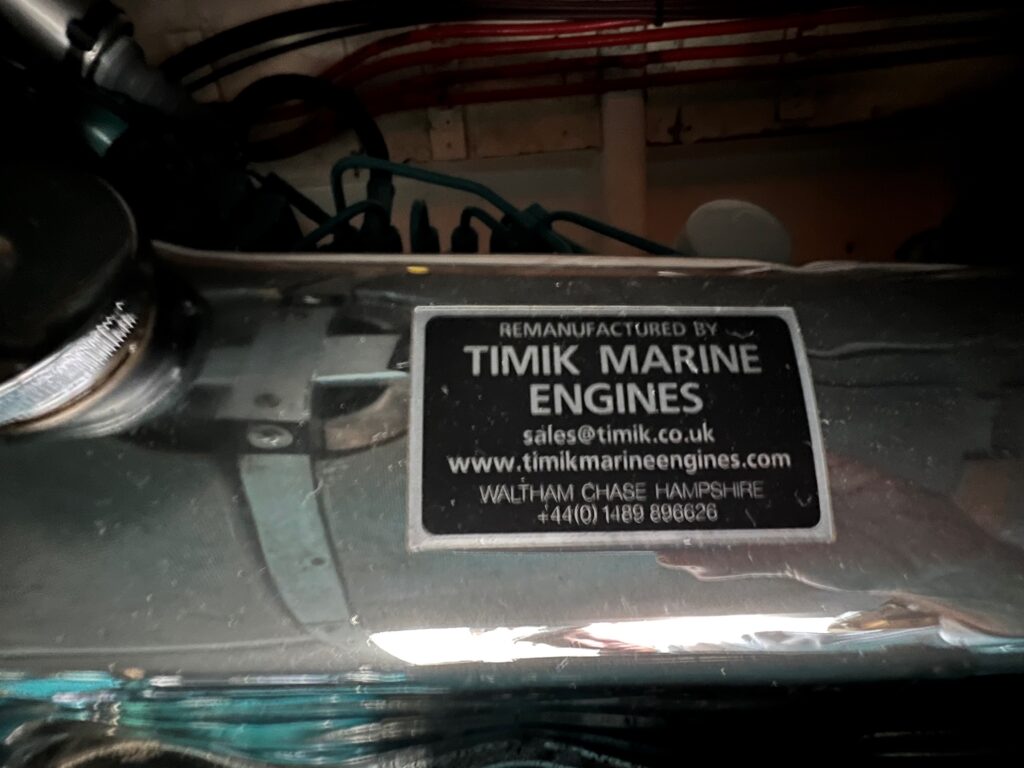 REMANUFACTURED BY
TIMIK MARINE
ENGINES
sales@timik.co.uk
www.timikmarineengines.com
WALTHAM CHASE HAMPSHIRE
+44(0) 1489 896626